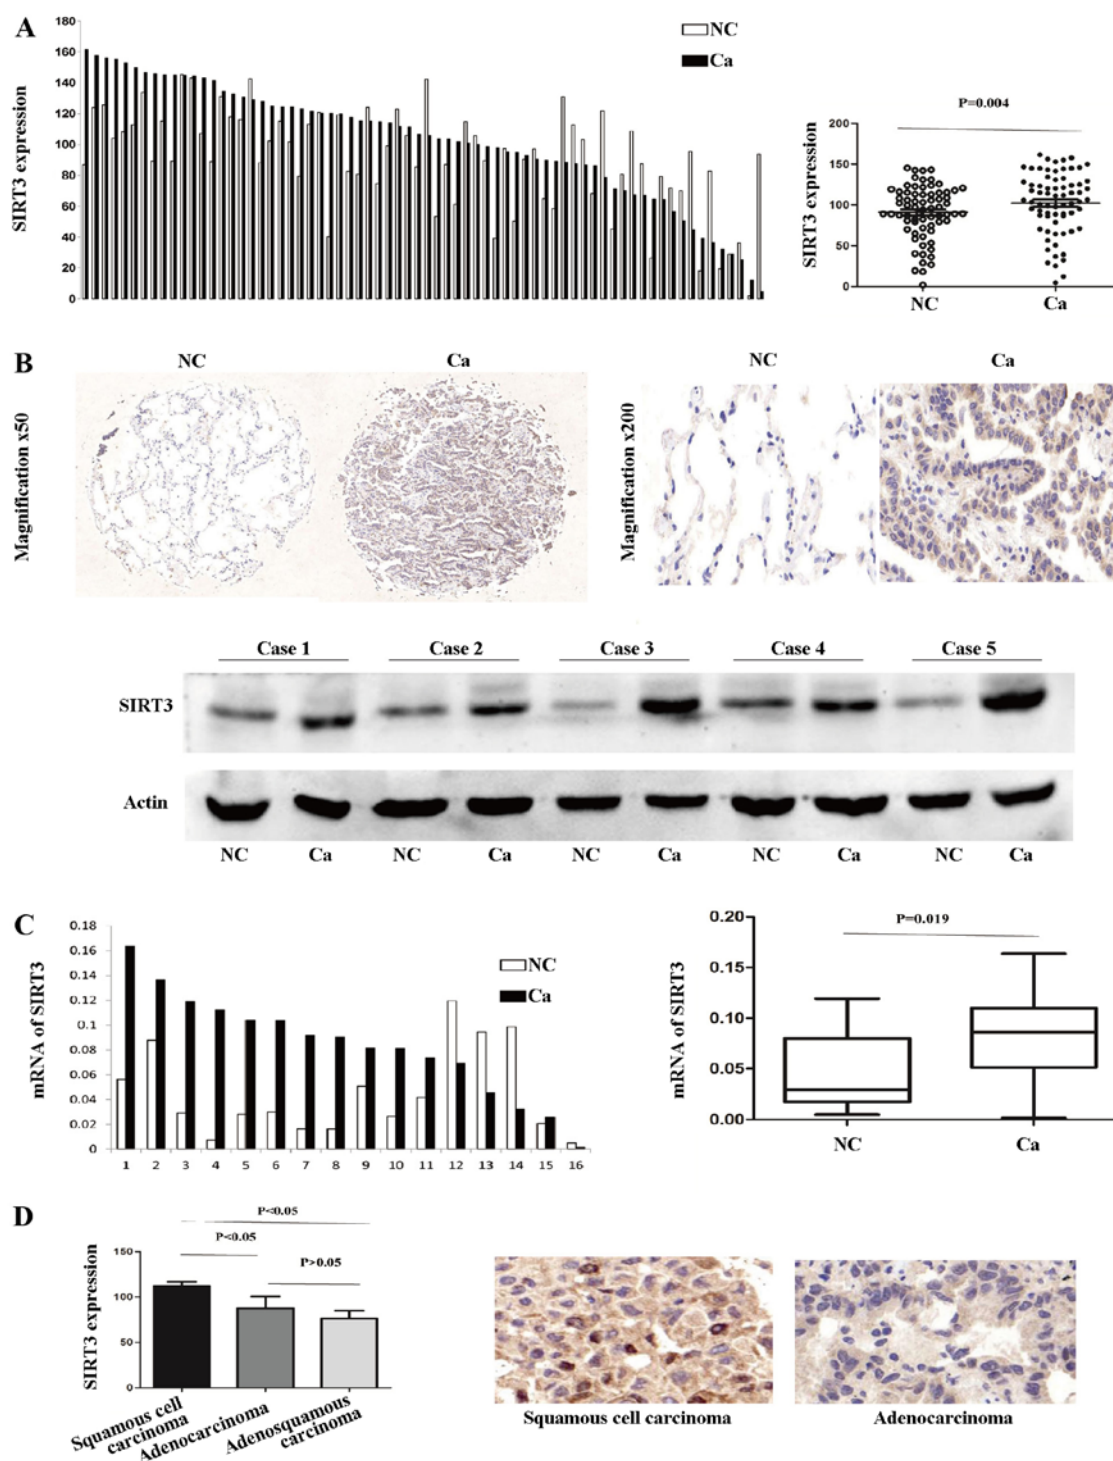 A
180
160
140
120
100
80
60
40
20
0
SIRT3 expression
NC
Ca
P=0.004
200
150
100
50
0
SIRT3 expression
NC Ca
B
NC Ca
Magnification x50
NC Ca
Magnification x200
Case 1 Case 2 Case 3 Case 4 Case 5
SIRT3
Actin
NC Ca NC Ca NC Ca NC Ca NC Ca
C
0.18
0.16
0.14
0.12
0.1
0.08
0.06
0.04
0.02
0
mRNA of SIRT3
NC
Ca
1 2 3 4 5 6 7 8 9 10 11 12 13 14 15 16
P=0.019
0.20
0.15
0.10
0.05
0.00
mRNA of SIRT3
NC Ca
D
P<0.05
P<0.05
P>0.05
150
100
50
0
SIRT3 expression
Squamous cell
carcinoma
Adenocarcinoma
Adenosquamous
carcinoma
Squamous cell carcinoma
Adenocarcinoma